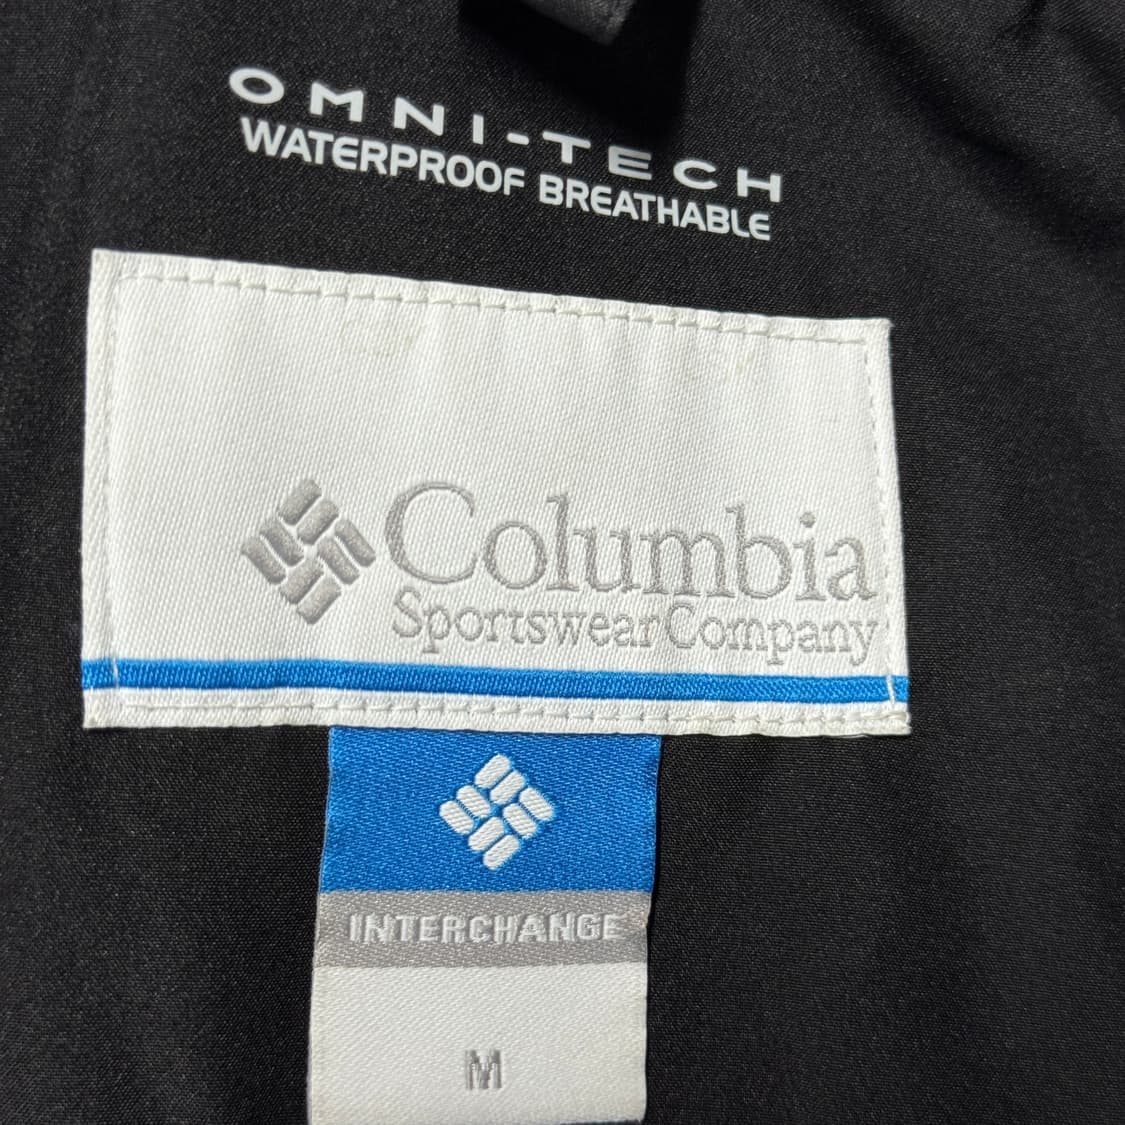 OMNI-TECH
WATERPROOF BREATHABLE
Columbia
Sportswear Company
INTERCHANGE
M